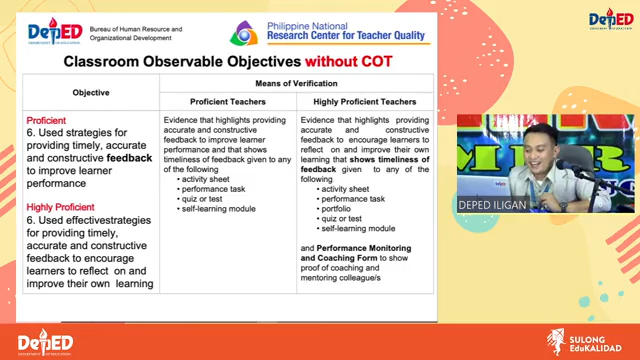 DepED
DEPARTMENT OF EDUCATION
Bureau of Human Resource and
Organizational Development
Philippine National
Research Center for Teacher Quality
DepED
Classroom Observable Objectives without COT
Objective
Means of Verification
Proficient Teachers
Highly Proficient Teachers
Proficient
6. Used strategies for
providing timely, accurate
and constructive feedback
to improve learner
performance
Highly Proficient
6. Used effectivestrategies
for providing timely,
accurate and constructive
feedback to encourage
learners to reflect on and
improve their own learning
Evidence that highlights providing
accurate and constructive
feedback to improve learner
performance and that shows
timeliness of feedback given to any
of the following
• activity sheet
• performance task
• quiz or test
• self-learning module
Evidence that highlights providing
accurate and constructive
feedback to encourage learners to
reflect on and improve their own
learning that shows timeliness of
feedback given to any of the
following
• activity sheet
• performance task
• portfolio
• quiz or test
• self-learning module
and Performance Monitoring
and Coaching Form to show
proof of coaching and
mentoring colleague/s
DEPED ILIGAN
DepED
DEPARTMENT OF EDUCATION
SULONG
EduKALIDAD